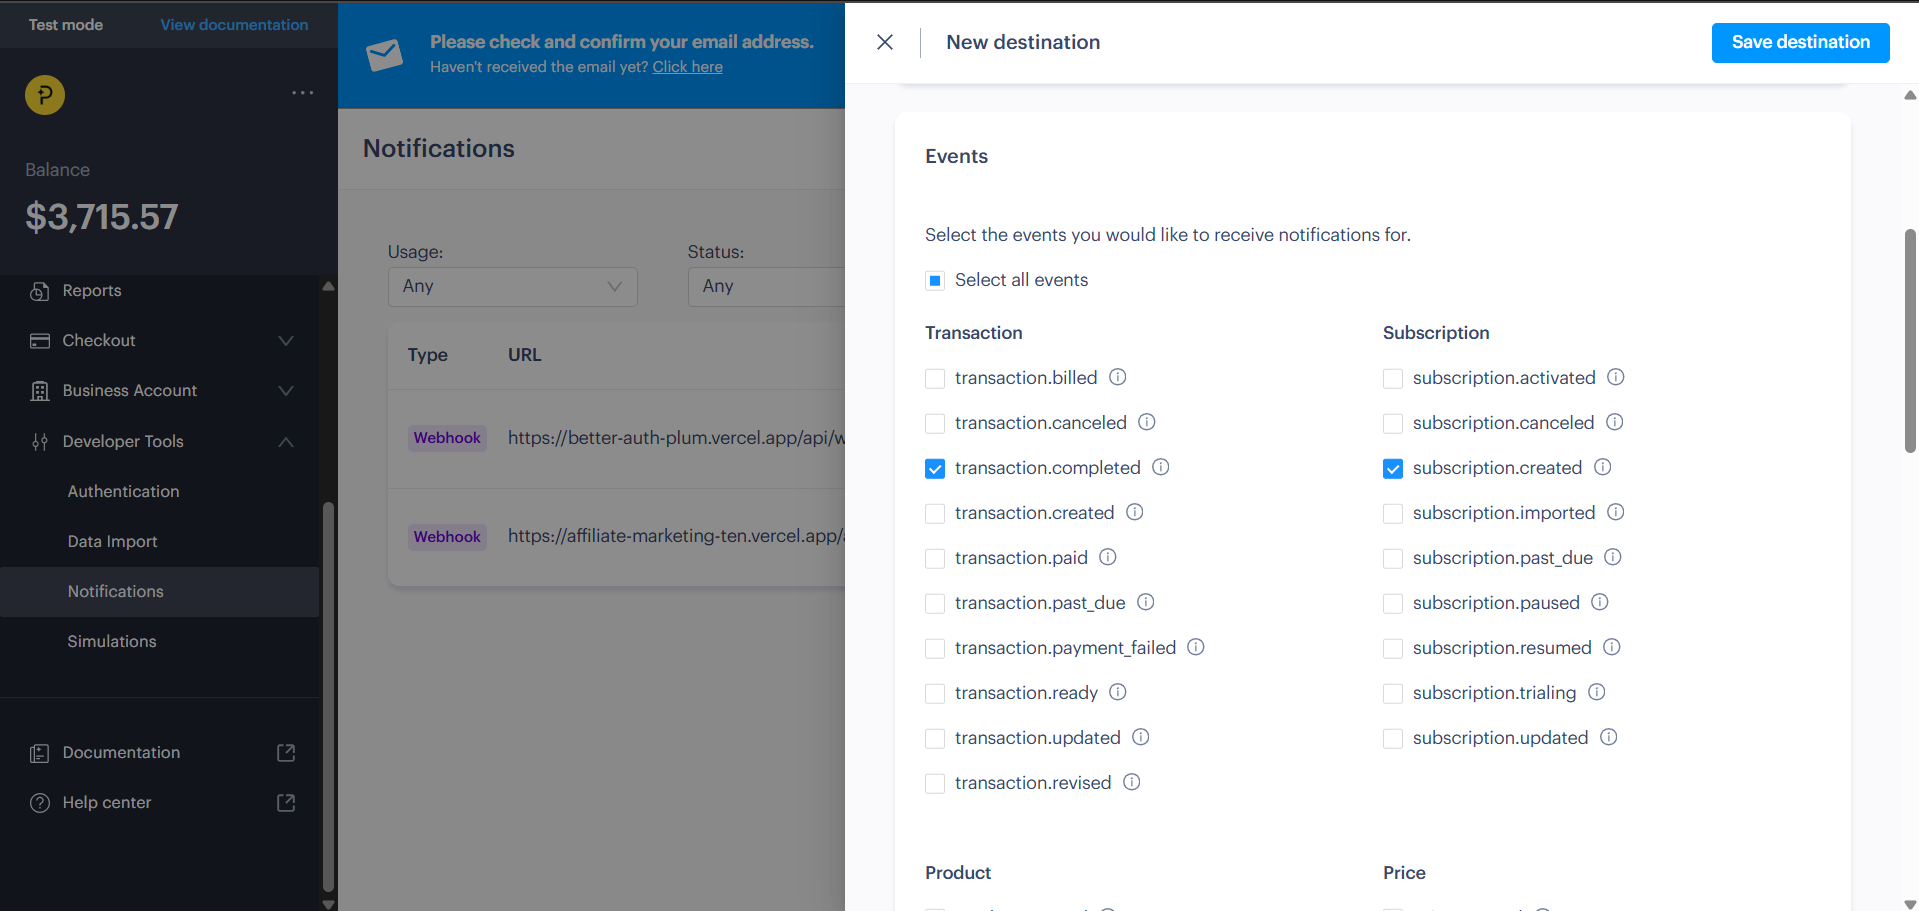 Test mode
View documentation
Balance
$3,715.57
Reports
Checkout
Business Account
Developer Tools
Authentication
Data Import
Notifications
Simulations
Documentation
Help center
Please check and confirm your email address.
Haven't received the email yet? Click here
Notifications
Usage:
Status:
Any
Any
Type
URL
Webhook
https://better-auth-plum.vercel.app/api/w
Webhook
https://affiliate-marketing-ten.vercel.app/
New destination
Save destination
Events
Select the events you would like to receive notifications for.
Select all events
Transaction
transaction.billed
transaction.canceled
transaction.completed
transaction.created
transaction.paid
transaction.past_due
transaction.payment_failed
transaction.ready
transaction.updated
transaction.revised
Subscription
subscription.activated
subscription.canceled
subscription.created
subscription.imported
subscription.past_due
subscription.paused
subscription.resumed
subscription.trialing
subscription.updated
Product
Price